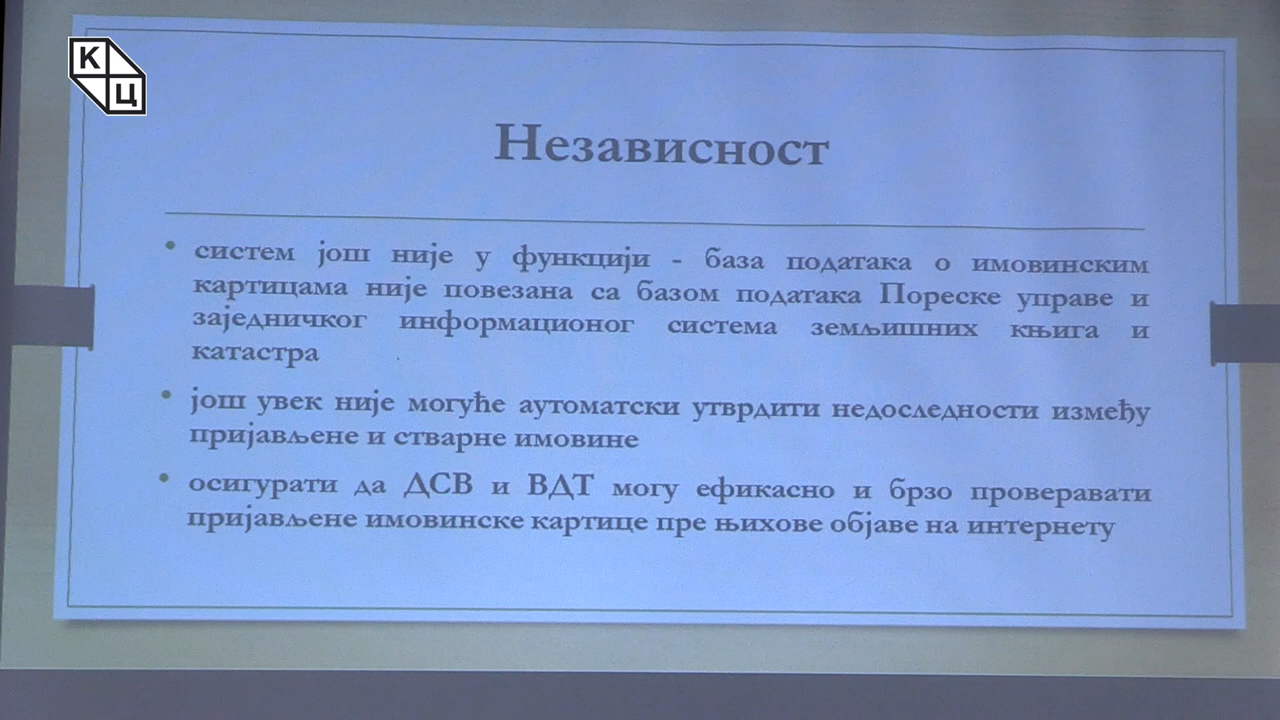 К
Ц
Независност
• систем још није у функцији - база података о имовинским
картицама није повезана са базом података Пореске управе и
заједничког информационог система земљишних књига и
катастра
• још увек није могуће аутоматски утврдити недоследности између
пријављене и стварне имовине
• осигурати да ДСВ и ВДТ могу ефикасно и брзо проверавати
пријављене имовинске картице пре њихове објаве на интернету